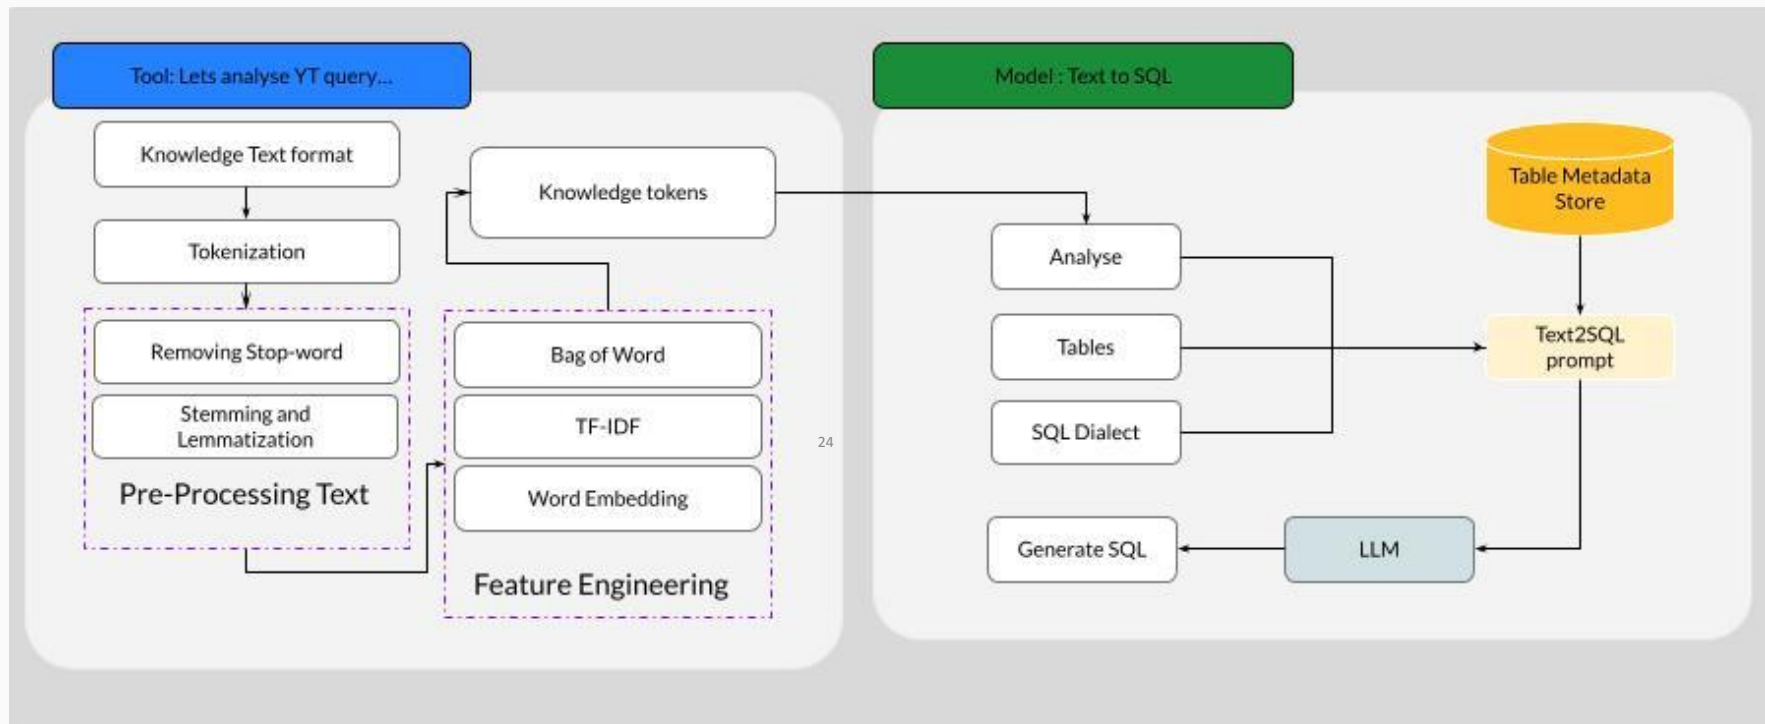 Tool: Lets analyse YT query...
Knowledge Text format
Tokenization
Removing Stop-word
Stemming and
Lemmatization
Pre-Processing Text
Knowledge tokens
Bag of Word
TF-IDF
Word Embedding
Feature Engineering
24
Model : Text to SQL
Table Metadata
Store
Analyse
Tables
SQL Dialect
Text2SQL
prompt
Generate SQL
LLM